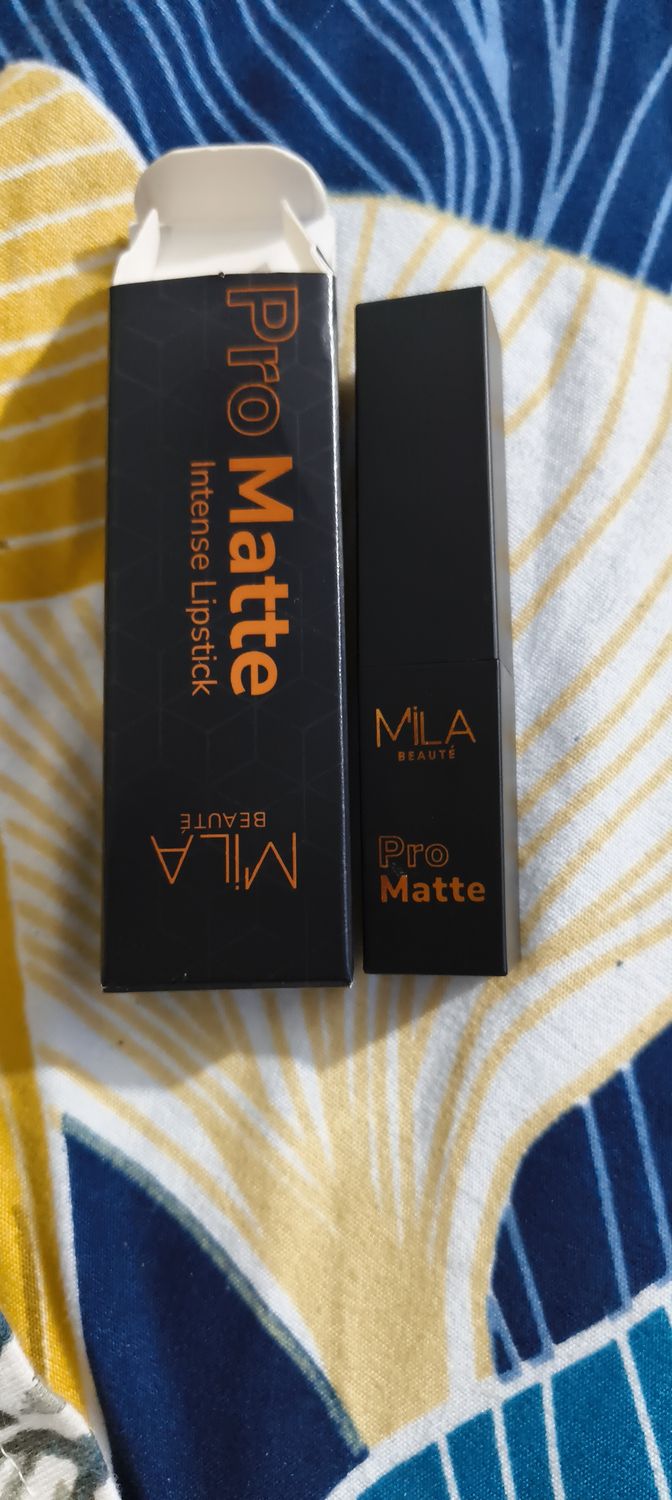 Pro Matte
Intense Lipstick
MiLA
BEAUTÉ
MiLA
BEAUTÉ
Pro
Matte